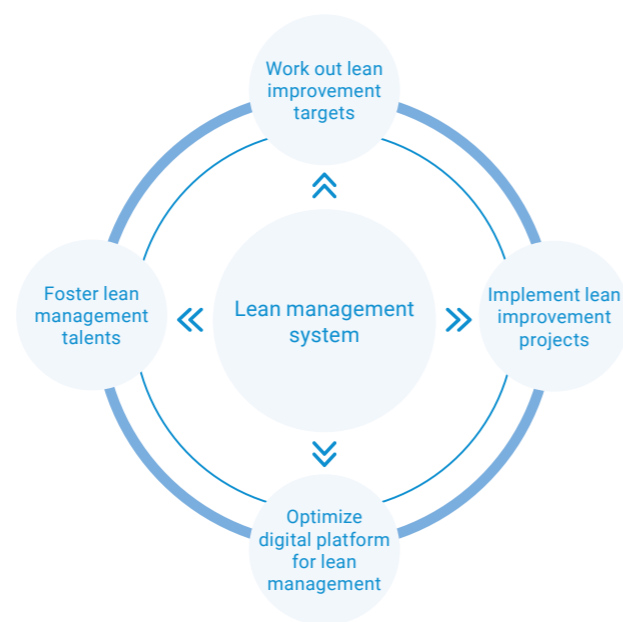 Work out lean
improvement
targets
Foster lean
management
talents
Lean management
system
Implement lean
improvement
projects
Optimize
digital platform
for lean
management